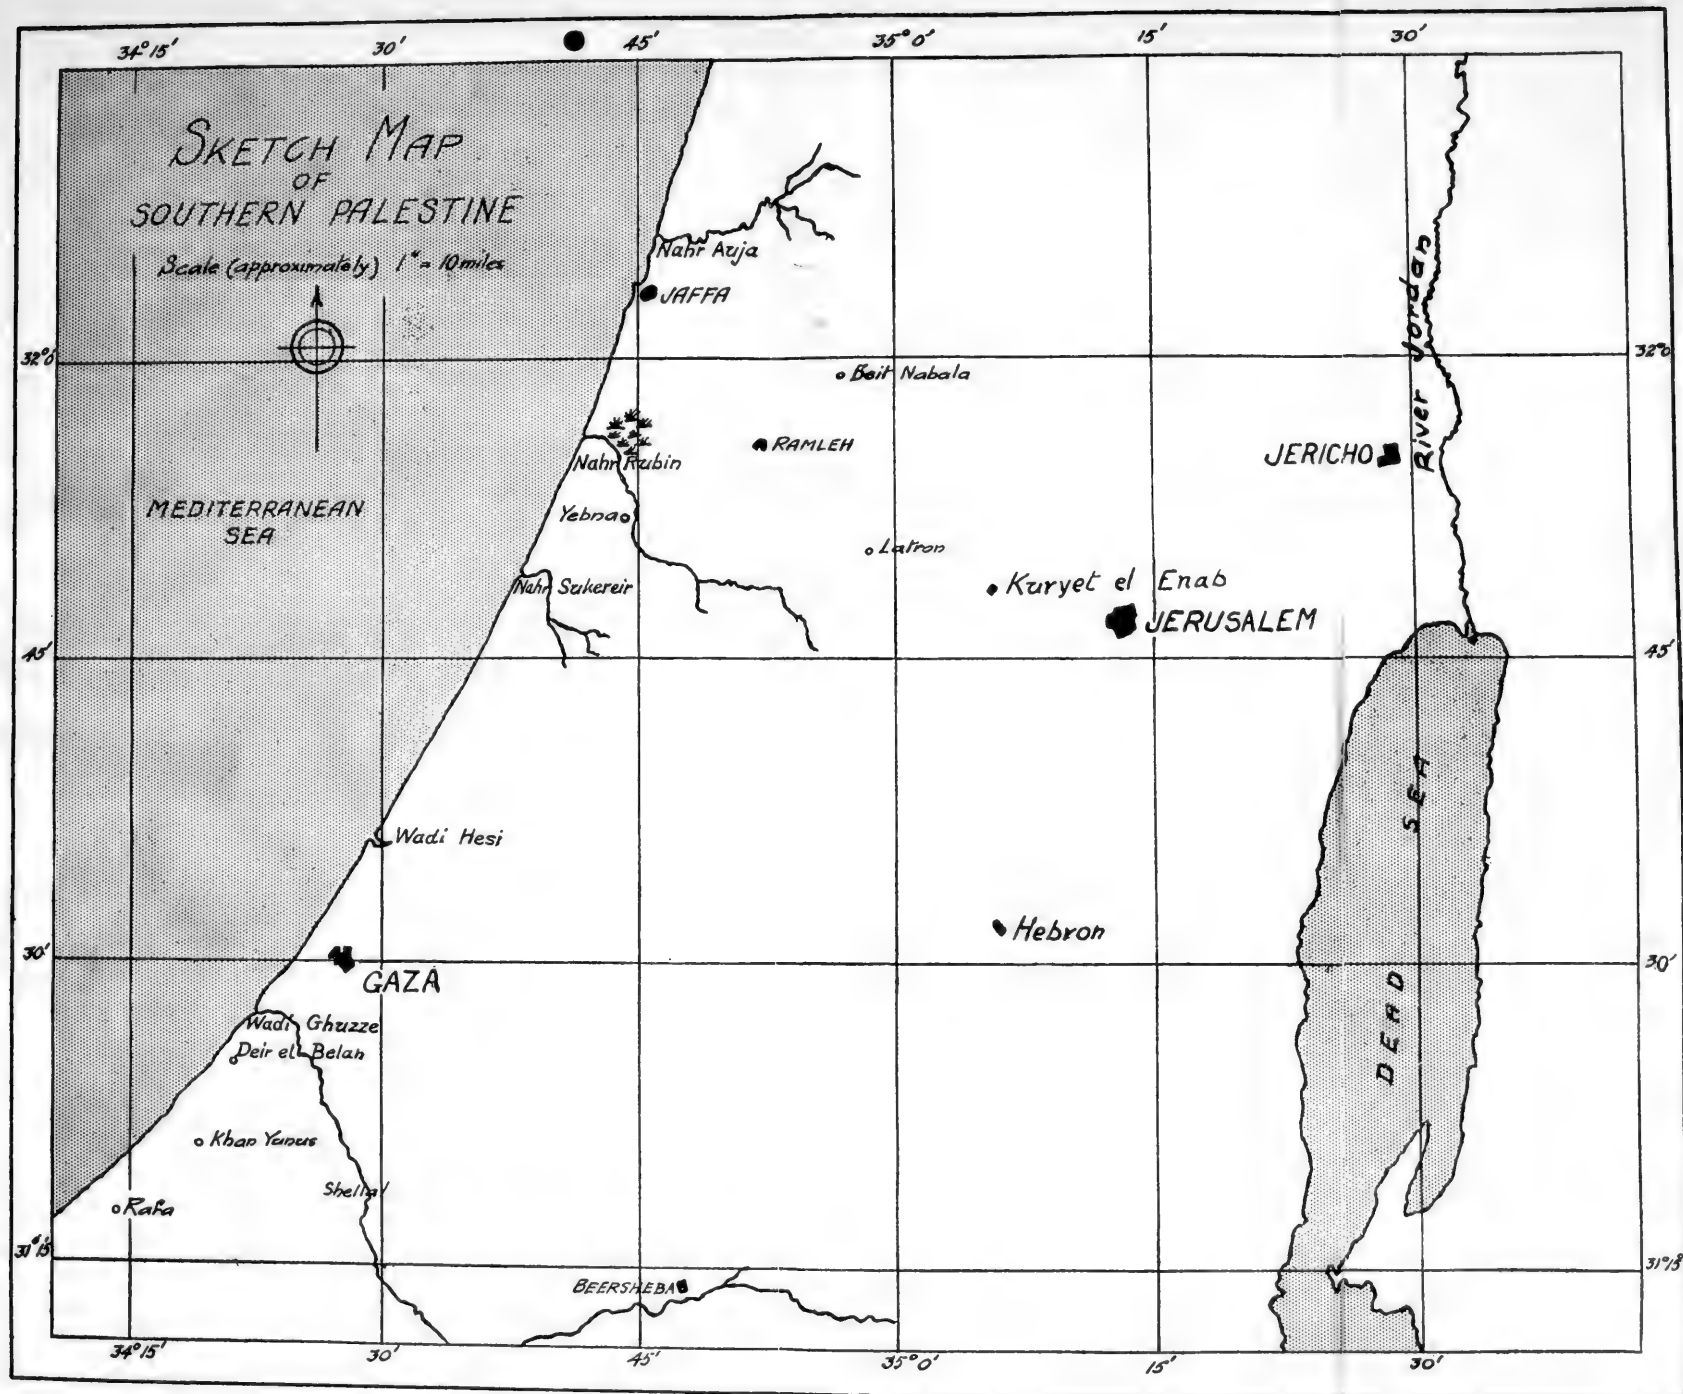 34° 15'
30'
45'
35° 0'
15'
30'
SKETCH MAP
OF
SOUTHERN PALESTINE
Scale (approximately) 1" = 10 miles
Nahr Auja
JAFFA
River Jordan
32° 0'
32° 0'
Beit Nabala
RAMLEH
JERICHO
Nahr Rubin
MEDITERRANEAN
SEA
Yebna
Latron
Nahr Sukereir
Kuryet el Enab
JERUSALEM
45'
45'
Wadi Hesi
DEAD SEA
Hebron
30'
30'
GAZA
Wadi Ghuzze
Deir el Belah
Khan Yunus
Shellal
Rafa
31° 15'
31° 15'
BEERSHEBA
34° 15'
30'
45'
35° 0'
15'
30'